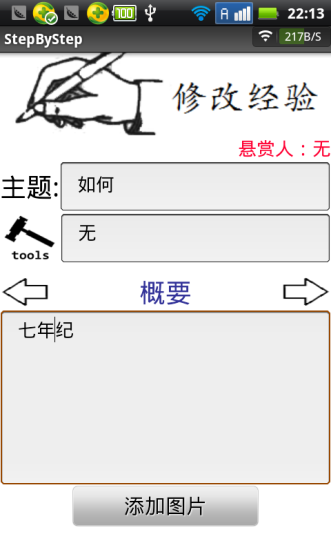 100 A 22:13
StepByStep 217B/S
修改经验
悬赏人：无
主题: 如何
tools 无
概要
七年纪
添加图片